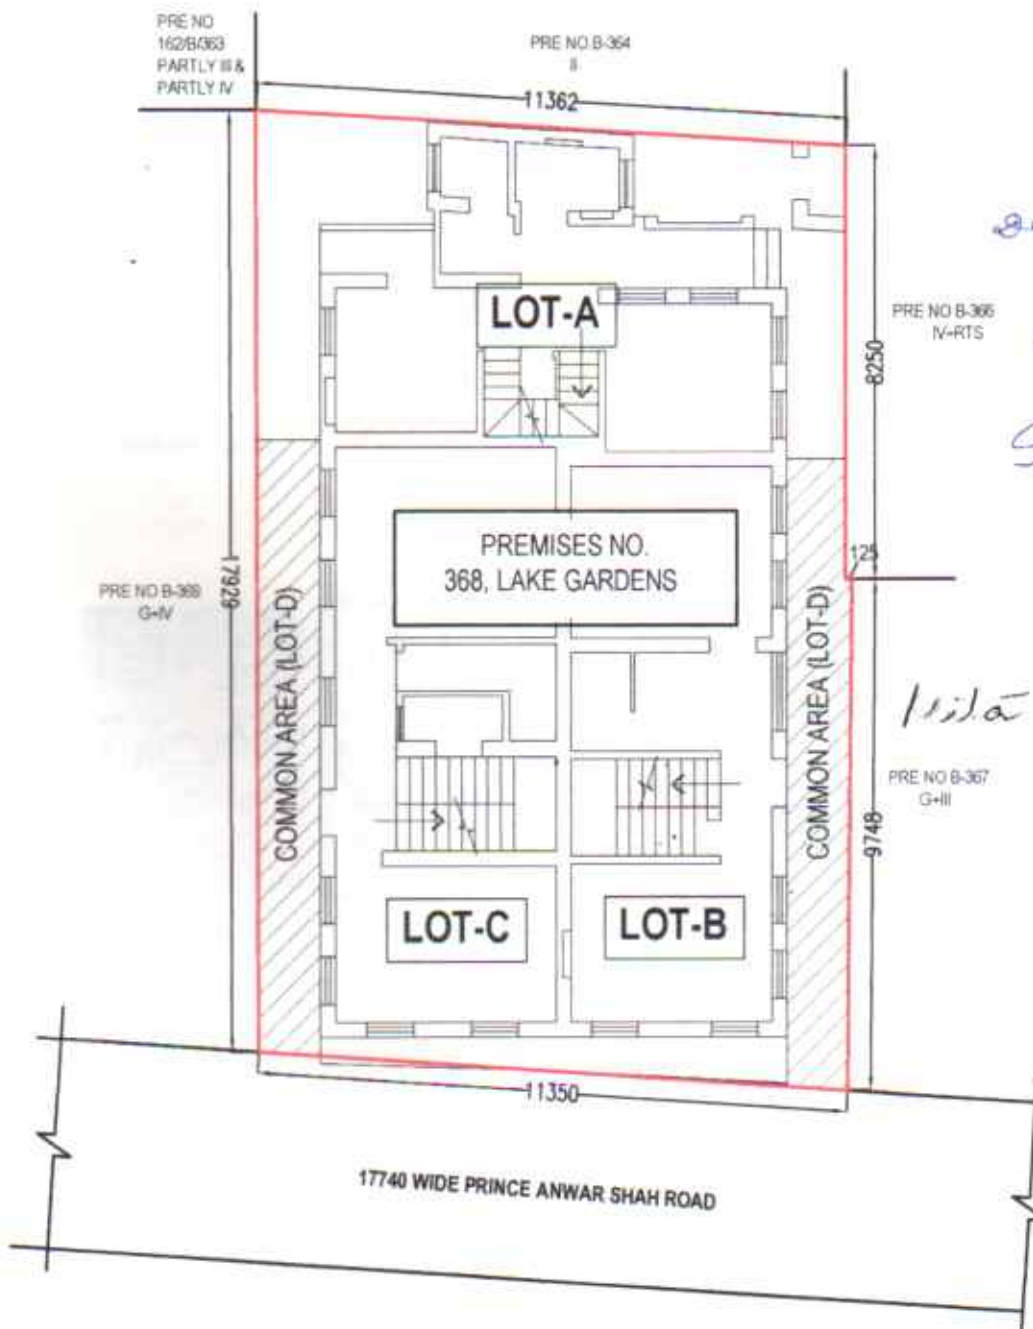 PRE NO
162/B/363
PARTLY III &
PARTLY IV
PRE NO.B-364
II
11362
LOT-A
PRE NO B-366
IV+RTS
8250
PREMISES NO.
368, LAKE GARDENS
125
PRE NO B-369
G+IV
17929
COMMON AREA (LOT-D)
COMMON AREA (LOT-D)
PRE NO B-367
G+III
9748
LOT-C
LOT-B
11350
17740 WIDE PRINCE ANWAR SHAH ROAD